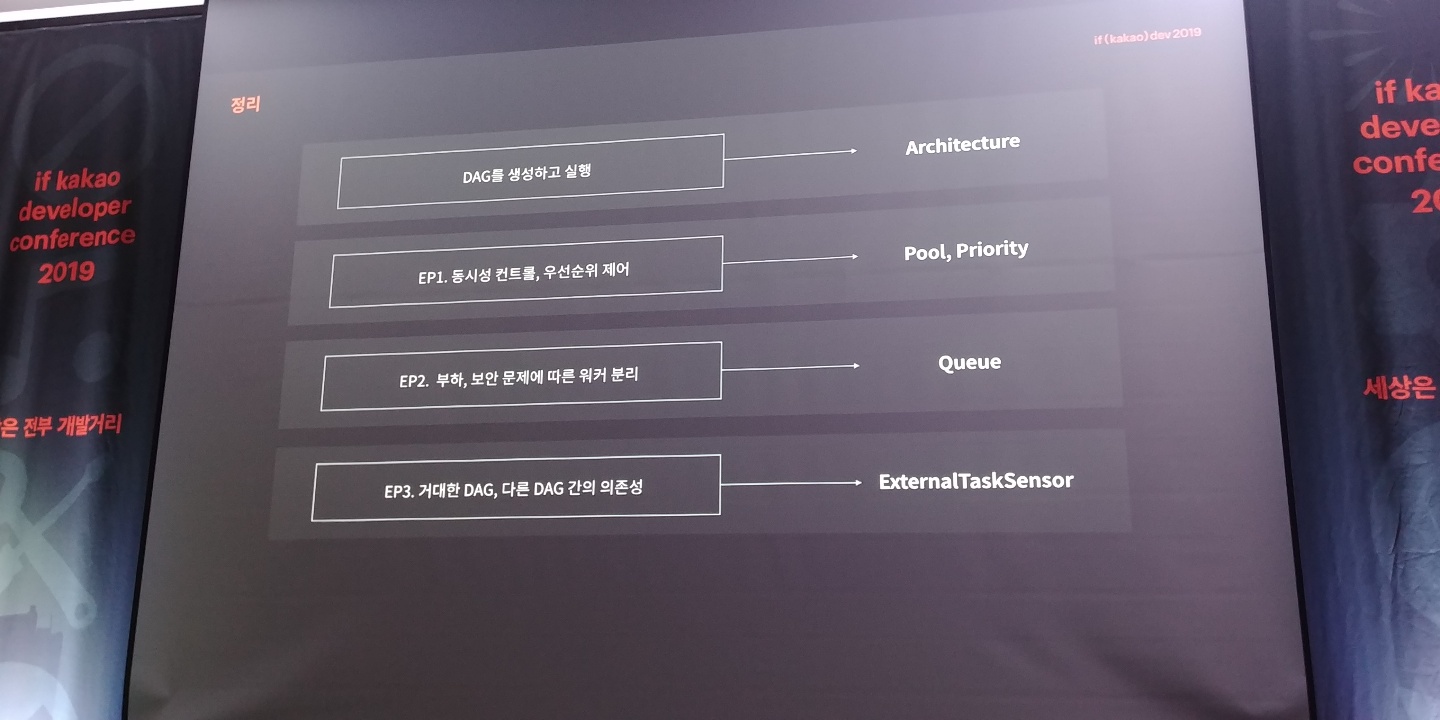 if(kakao)dev2019
정리
DAG를 생성하고 실행
Architecture
EP1. 동시성 컨트롤, 우선순위 제어
Pool, Priority
EP2. 부하, 보안 문제에 따른 워커 분리
Queue
EP3. 거대한 DAG, 다른 DAG 간의 의존성
ExternalTaskSensor
if kakao
developer
conference
2019
은 전부 개발거리
if ka
deve
confe
20
세상은